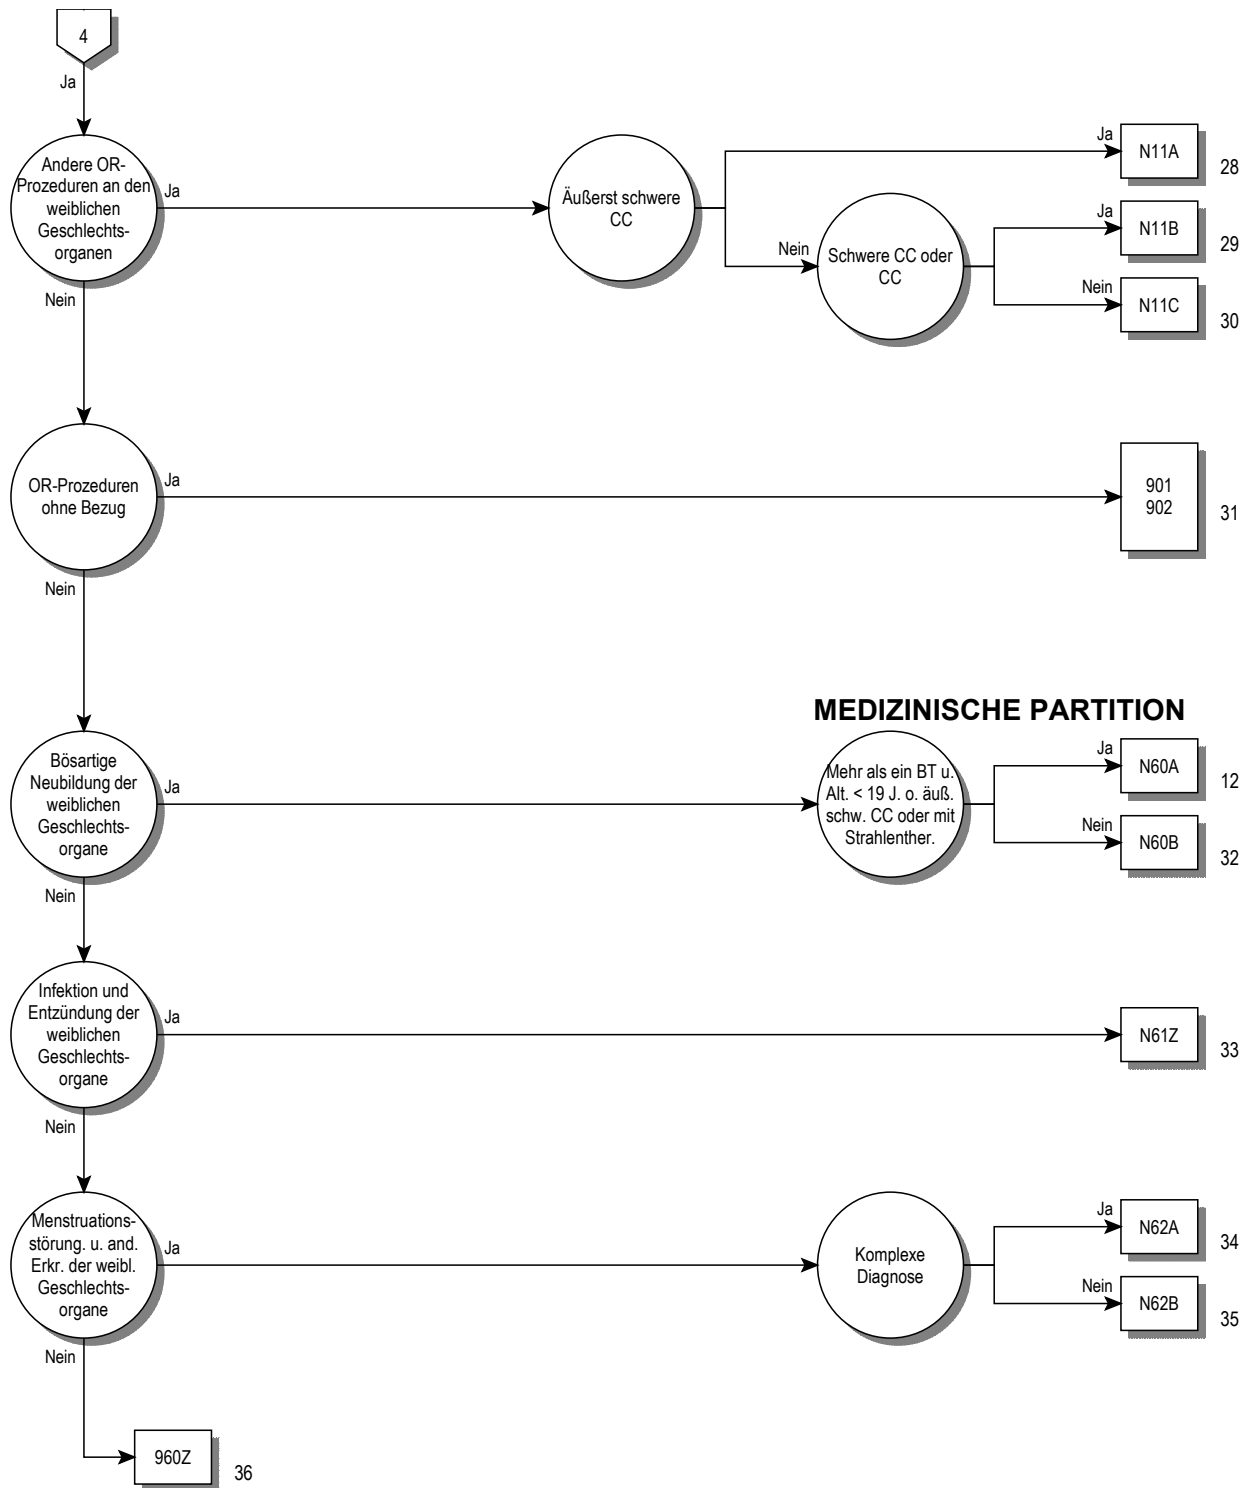 4
Ja
Andere OR-
Prozeduren an den
weiblichen
Geschlechts-
organen
Ja
Äußerst schwere
CC
Ja
N11A
28
Nein
Schwere CC oder
CC
Ja
N11B
29
Nein
N11C
30
Nein
OR-Prozeduren
ohne Bezug
Ja
901
902
31
Nein
MEDIZINISCHE PARTITION
Bösartige
Neubildung der
weiblichen
Geschlechts-
organe
Ja
Mehr als ein BT u.
Alt. < 19 J. o. äuß.
schw. CC oder mit
Strahlenther.
Ja
N60A
12
Nein
N60B
32
Nein
Infektion und
Entzündung der
weiblichen
Geschlechts-
organe
Ja
N61Z
33
Nein
Menstruations-
störung. u. and.
Erkr. der weibl.
Geschlechts-
organe
Ja
Komplexe
Diagnose
Ja
N62A
34
Nein
N62B
35
Nein
960Z
36